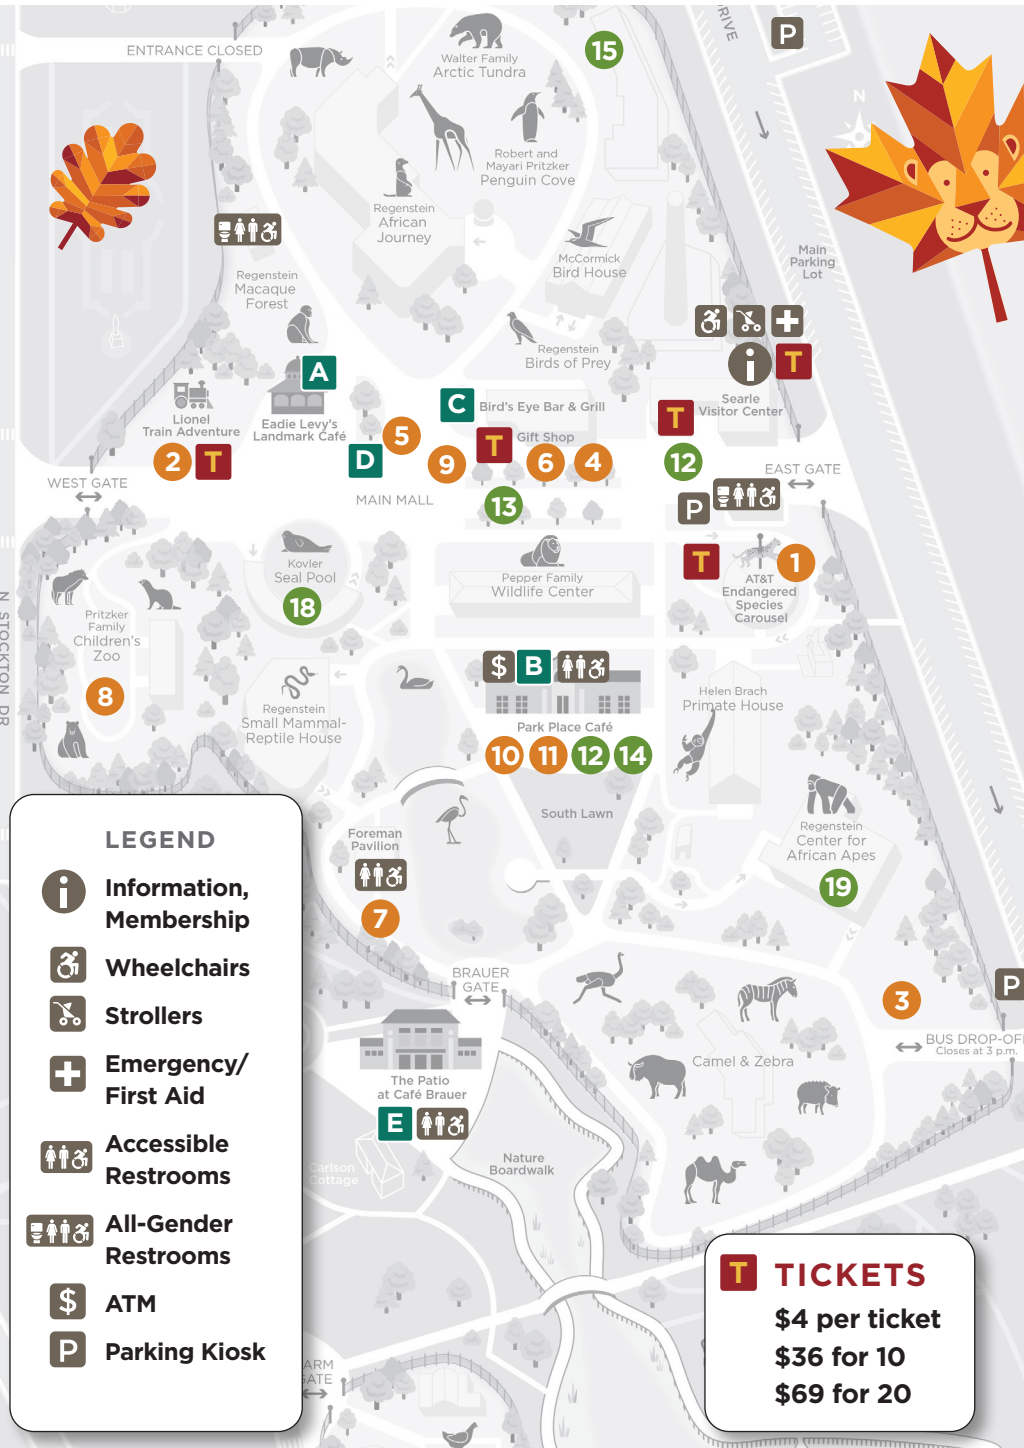 ENTRANCE CLOSED
Walter Family
Arctic Tundra
15
DRIVE
P
N
Robert and
Mayari Pritzker
Penguin Cove
Regenstein
African
Journey
McCormick
Bird House
Main
Parking
Lot
Regenstein
Macaque
Forest
Regenstein
Birds of Prey
i
T
Searle
Visitor Center
A
Lionel
Train Adventure
2
T
Eadie Levy's
Landmark Café
C
Bird's Eye Bar & Grill
T
Gift Shop
T
12
5
D
9
6
4
13
WEST GATE
MAIN MALL
EAST GATE
P
Kovler
Seal Pool
18
Pepper Family
Wildlife Center
T
1
AT&T
Endangered
Species
Carousel
N STOCKTON DR
Pritzker
Family
Children's
Zoo
8
Regenstein
Small Mammal-
Reptile House
$
B
Park Place Café
10
11
12
14
Helen Brach
Primate House
South Lawn
Foreman
Pavilion
7
Regenstein
Center for
African Apes
19
BRAUER
GATE
3
P
BUS DROP-OFF
Closes at 3 p.m.
The Patio
at Café Brauer
E
Camel & Zebra
Carlson
Cottage
Nature
Boardwalk
LEGEND
i
Information,
Membership
Wheelchairs
Strollers
Emergency/
First Aid
Accessible
Restrooms
All-Gender
Restrooms
$
ATM
P
Parking Kiosk
T
TICKETS
$4 per ticket
$36 for 10
$69 for 20